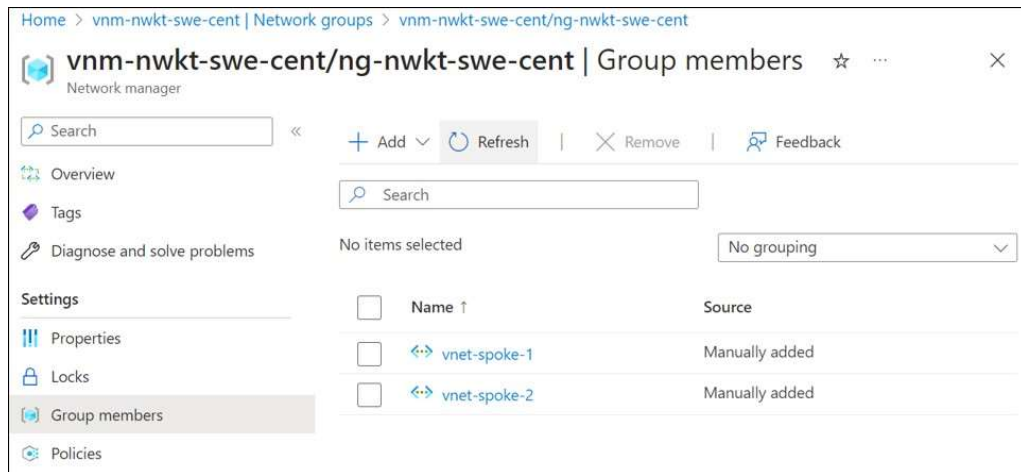 Home > vnm-nwkt-swe-cent | Network groups > vnm-nwkt-swe-cent/ng-nwkt-swe-cent
vnm-nwkt-swe-cent/ng-nwkt-swe-cent | Group members
Network manager
Search
Overview
Tags
Diagnose and solve problems
Settings
Properties
Locks
Group members
Policies
Add Refresh | Remove | Feedback
Search
No items selected No grouping
Name ↑ Source
vnet-spoke-1 Manually added
vnet-spoke-2 Manually added